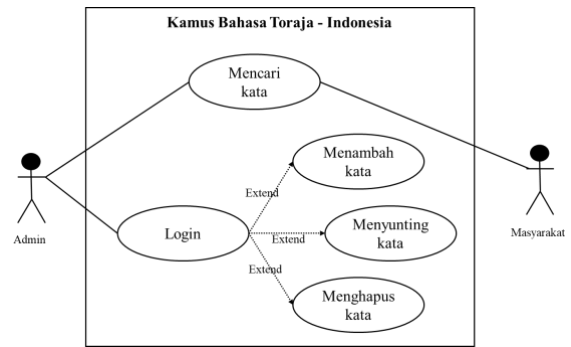 Kamus Bahasa Toraja - Indonesia
Mencari
kata
Menambah
kata
Extend
Admin
Login
Extend
Menyunting
kata
Masyarakat
Extend
Menghapus
kata